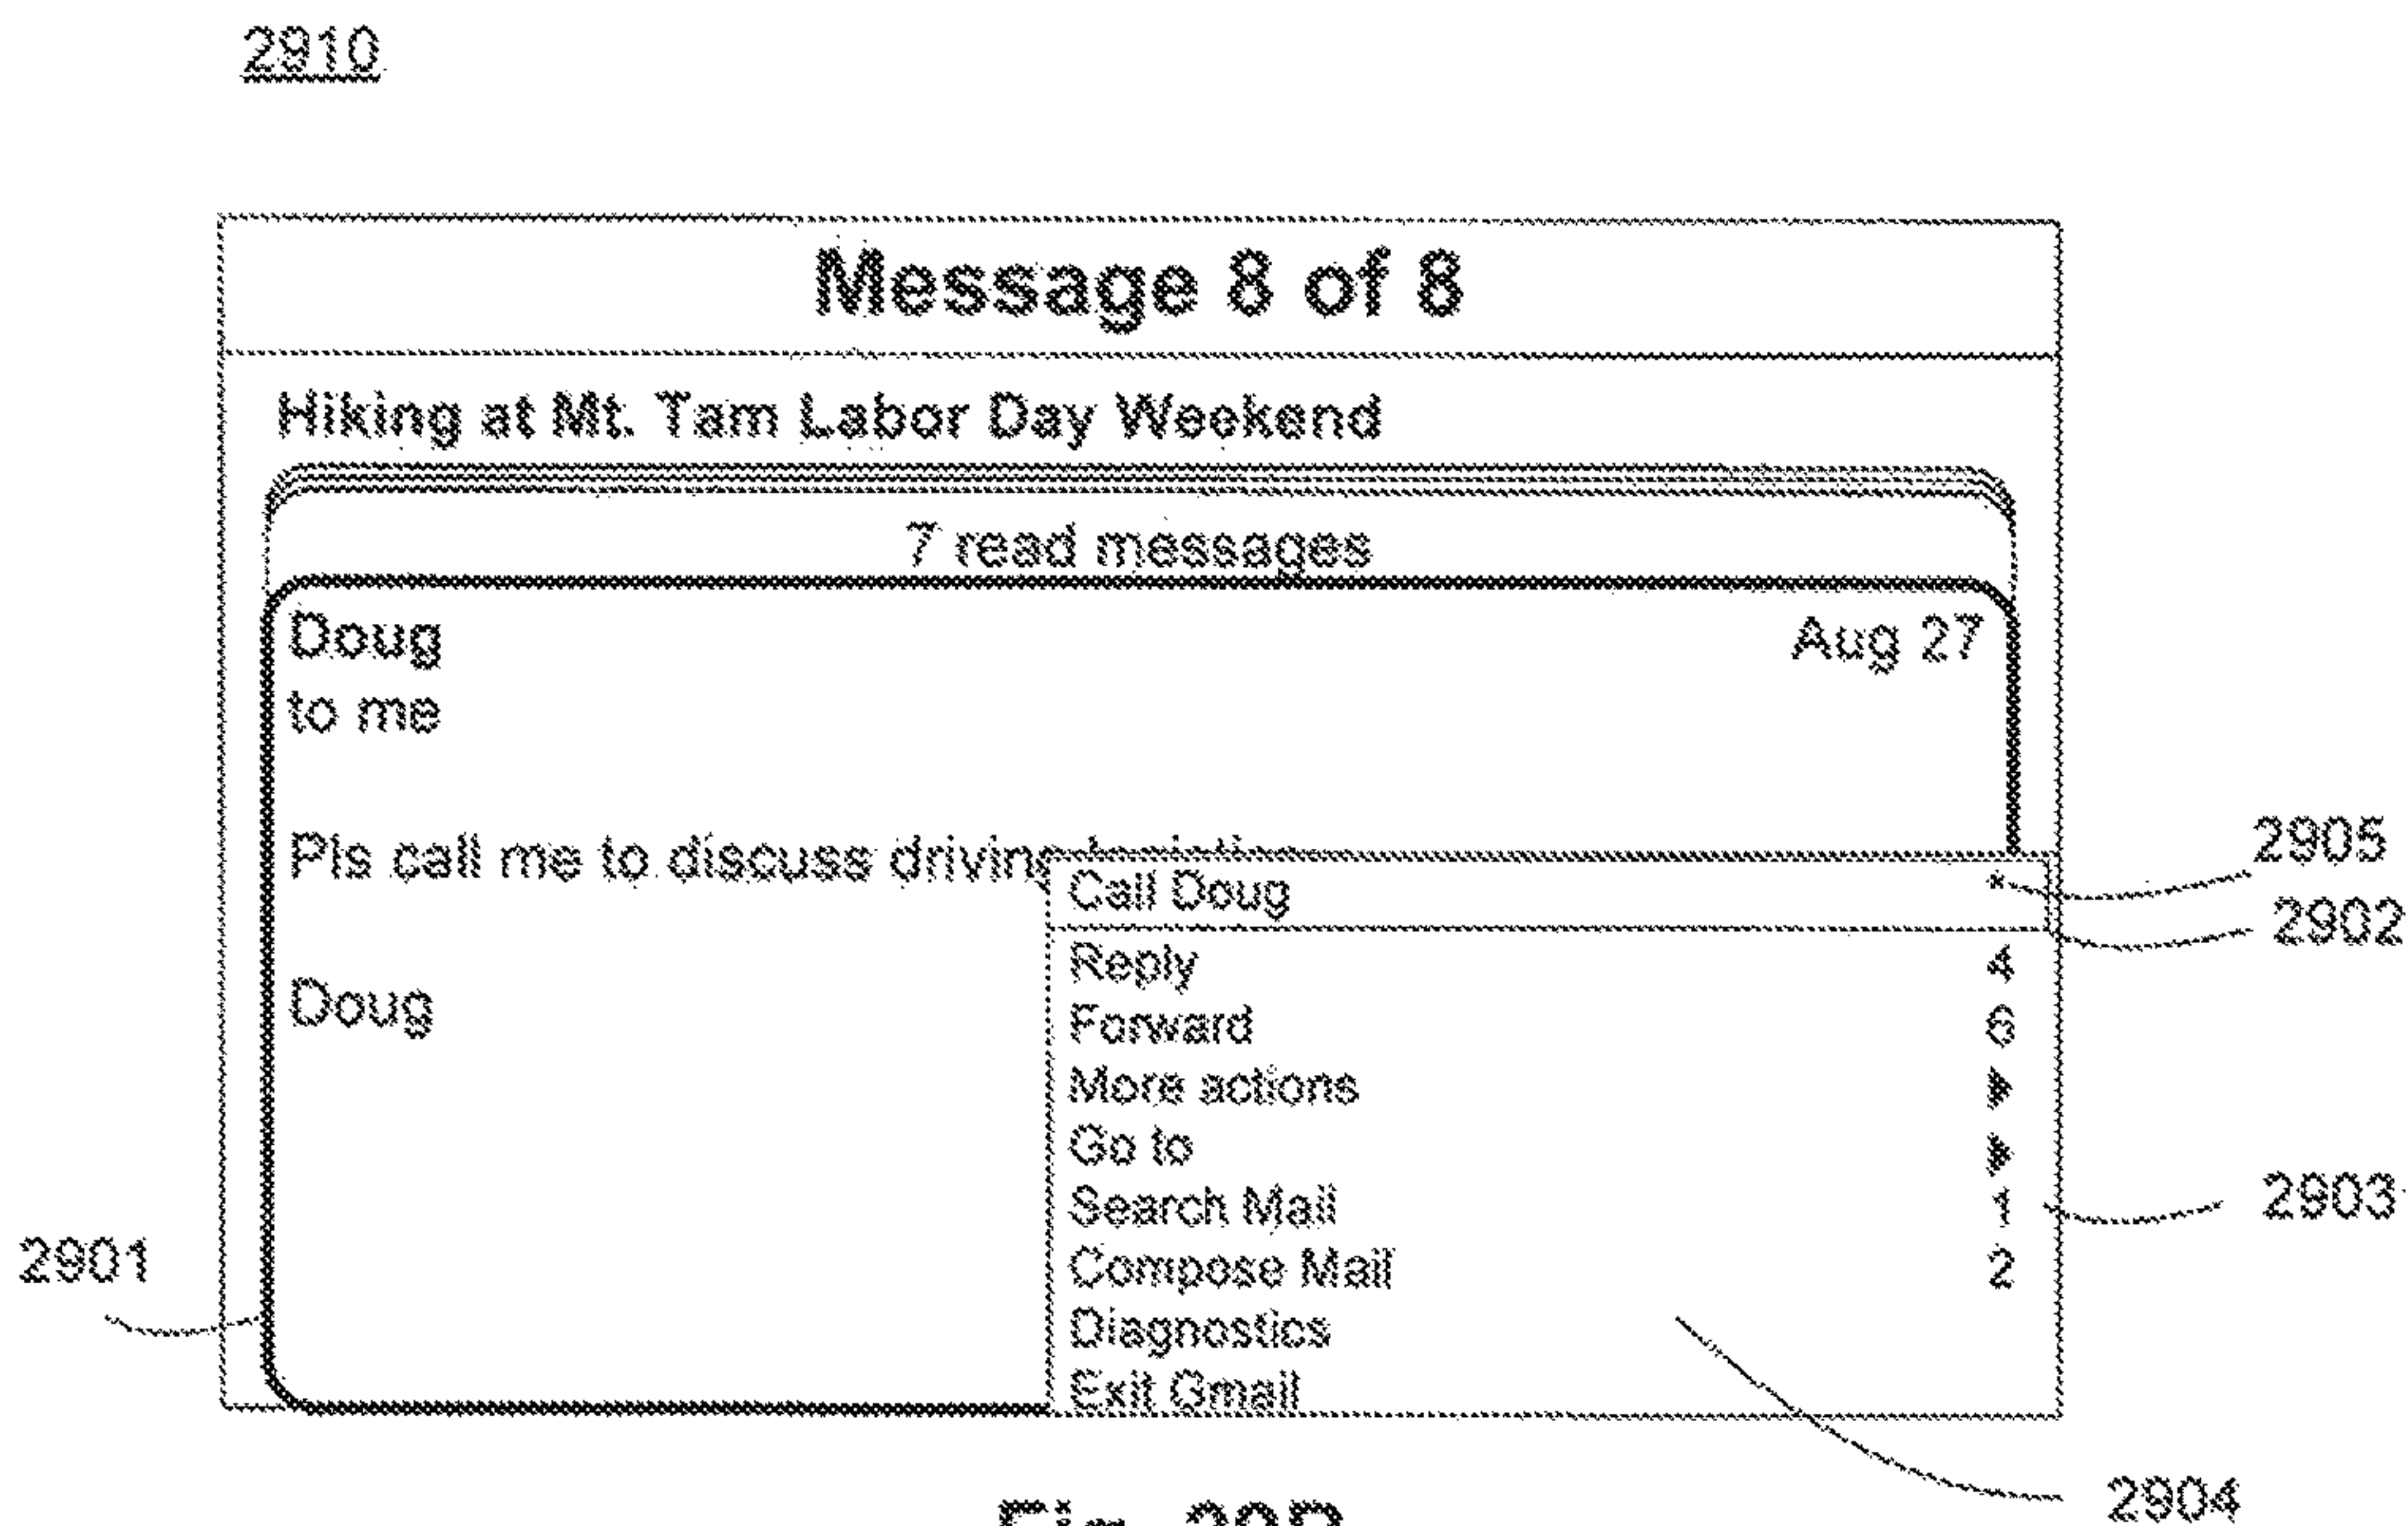 2910
Message 8 of 8
Hiking at Mt. Tam Labor Day Weekend
7 read messages
Doug Aug 27
to me
Pls call me to discuss driving
Call Doug * 2905
2902
Reply 4
Doug
Forward 6
More actions
Go to
Search Mail 1 2903
2901
Compose Mail 2
Diagnostics
Exit Gmail
2904